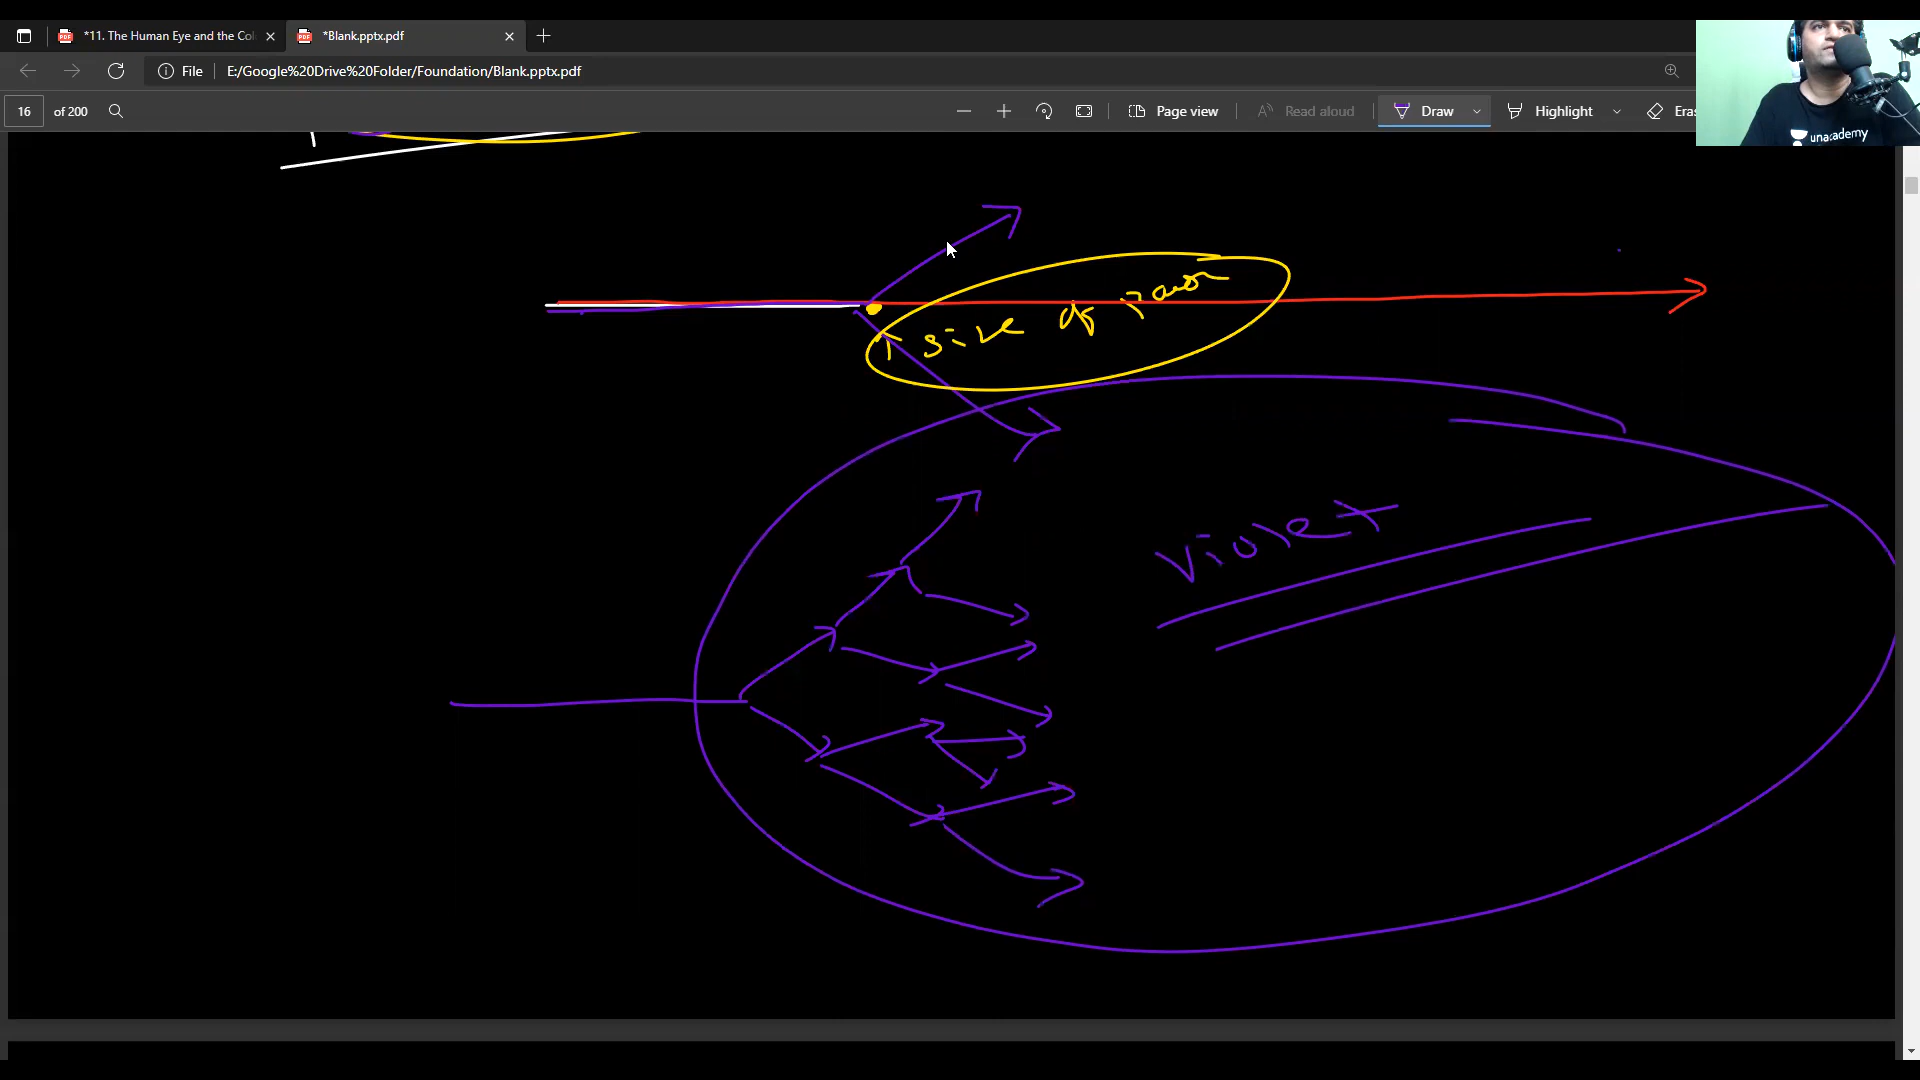 *11. The Human Eye and the Col
*Blank.pptx.pdf
File
E:/Google%20Drive%20Folder/Foundation/Blank.pptx.pdf
16 of 200
Page view
Read aloud
Draw
Highlight
Eras
unacademy
↑ size of
Violet